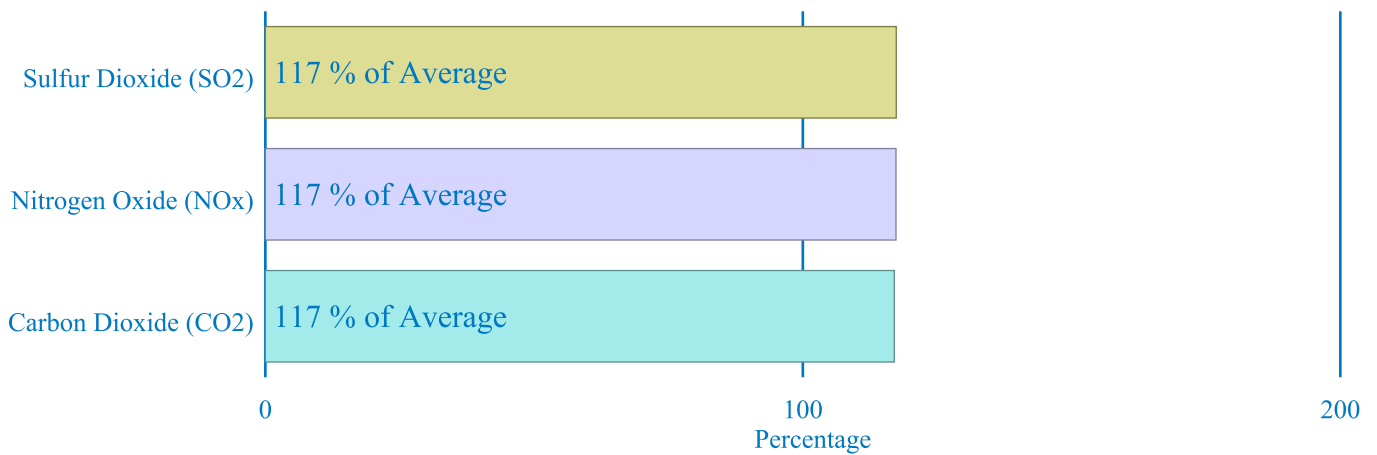 Sulfur Dioxide (SO2) 117 % of Average
Nitrogen Oxide (NOx) 117 % of Average
Carbon Dioxide (CO2) 117 % of Average
0 100 200
Percentage